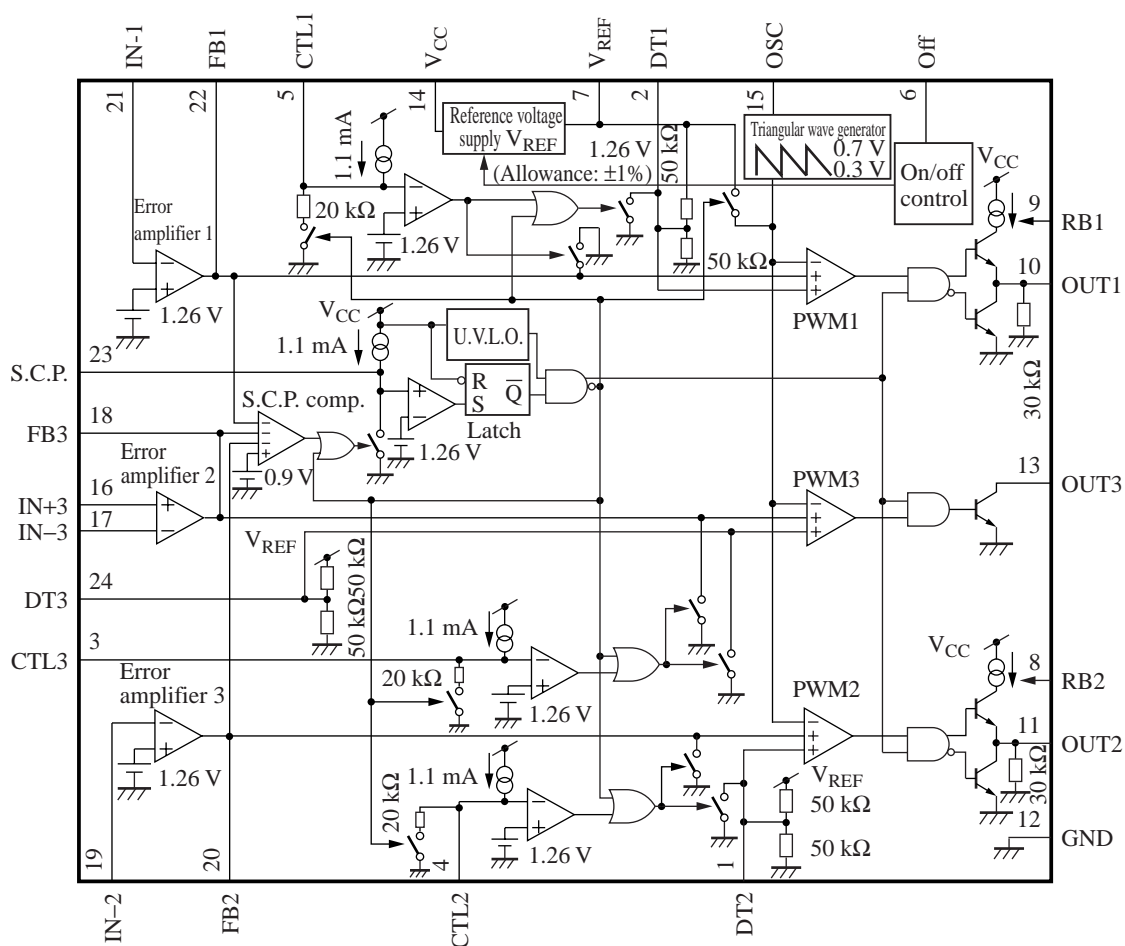 IN-1
FB1
CTL1
VCC
VREF
DT1
OSC
Off
21
22
5
14
7
2
15
6
1.1 mA
Reference voltage
supply VREF
1.26 V
(Allowance: ±1%)
50 kΩ
Triangular wave generator
0.7 V
0.3 V
On/off
control
VCC
9
RB1
Error
amplifier 1
20 kΩ
1.26 V
50 kΩ
10
OUT1
1.26 V
PWM1
VCC
1.1 mA
U.V.L.O.
30 kΩ
23
S.C.P.
S.C.P. comp.
R
S
Q
Latch
18
FB3
1.26 V
Error
amplifier 2
0.9 V
16
IN+3
17
IN−3
PWM3
13
OUT3
VREF
50 kΩ
50 kΩ
24
DT3
3
CTL3
1.1 mA
20 kΩ
1.26 V
Error
amplifier 3
1.26 V
PWM2
VCC
8
RB2
11
OUT2
30 kΩ
1.1 mA
20 kΩ
1.26 V
VREF
50 kΩ
50 kΩ
12
GND
19
20
4
1
IN−2
FB2
CTL2
DT2